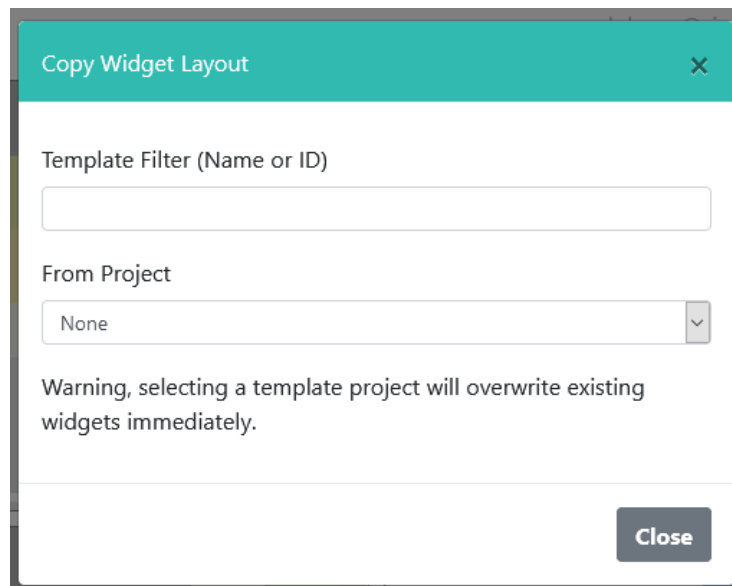 Copy Widget Layout
Template Filter (Name or ID)
From Project
None
Warning, selecting a template project will overwrite existing
widgets immediately.
Close